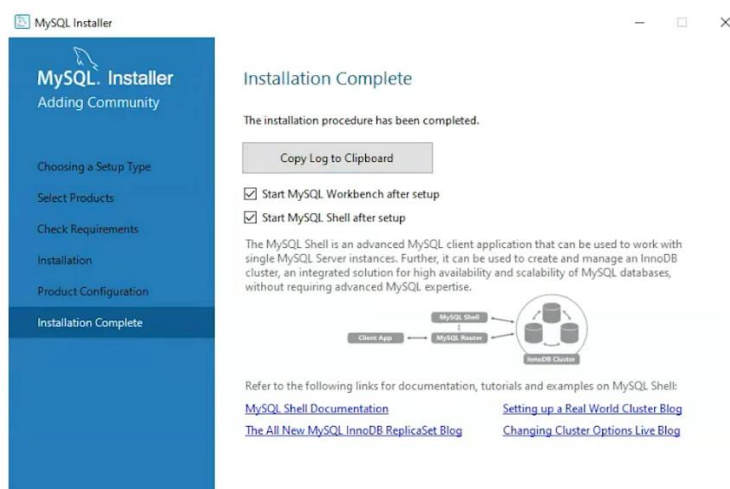 MySQL Installer
MySQL. Installer
Adding Community
Choosing a Setup Type
Select Products
Check Requirements
Installation
Product Configuration
Installation Complete
Installation Complete
The installation procedure has been completed.
Copy Log to Clipboard
Start MySQL Workbench after setup
Start MySQL Shell after setup
The MySQL Shell is an advanced MySQL client application that can be used to work with
single MySQL Server instances. Further, it can be used to create and manage an InnoDB
cluster, an integrated solution for high availability and scalability of MySQL databases,
without requiring advanced MySQL expertise.
MySQL Shell
Client App
MySQL Router
InnoDB Cluster
Refer to the following links for documentation, tutorials and examples on MySQL Shell:
MySQL Shell Documentation
Setting up a Real World Cluster Blog
The All New MySQL InnoDB ReplicaSet Blog
Changing Cluster Options Live Blog